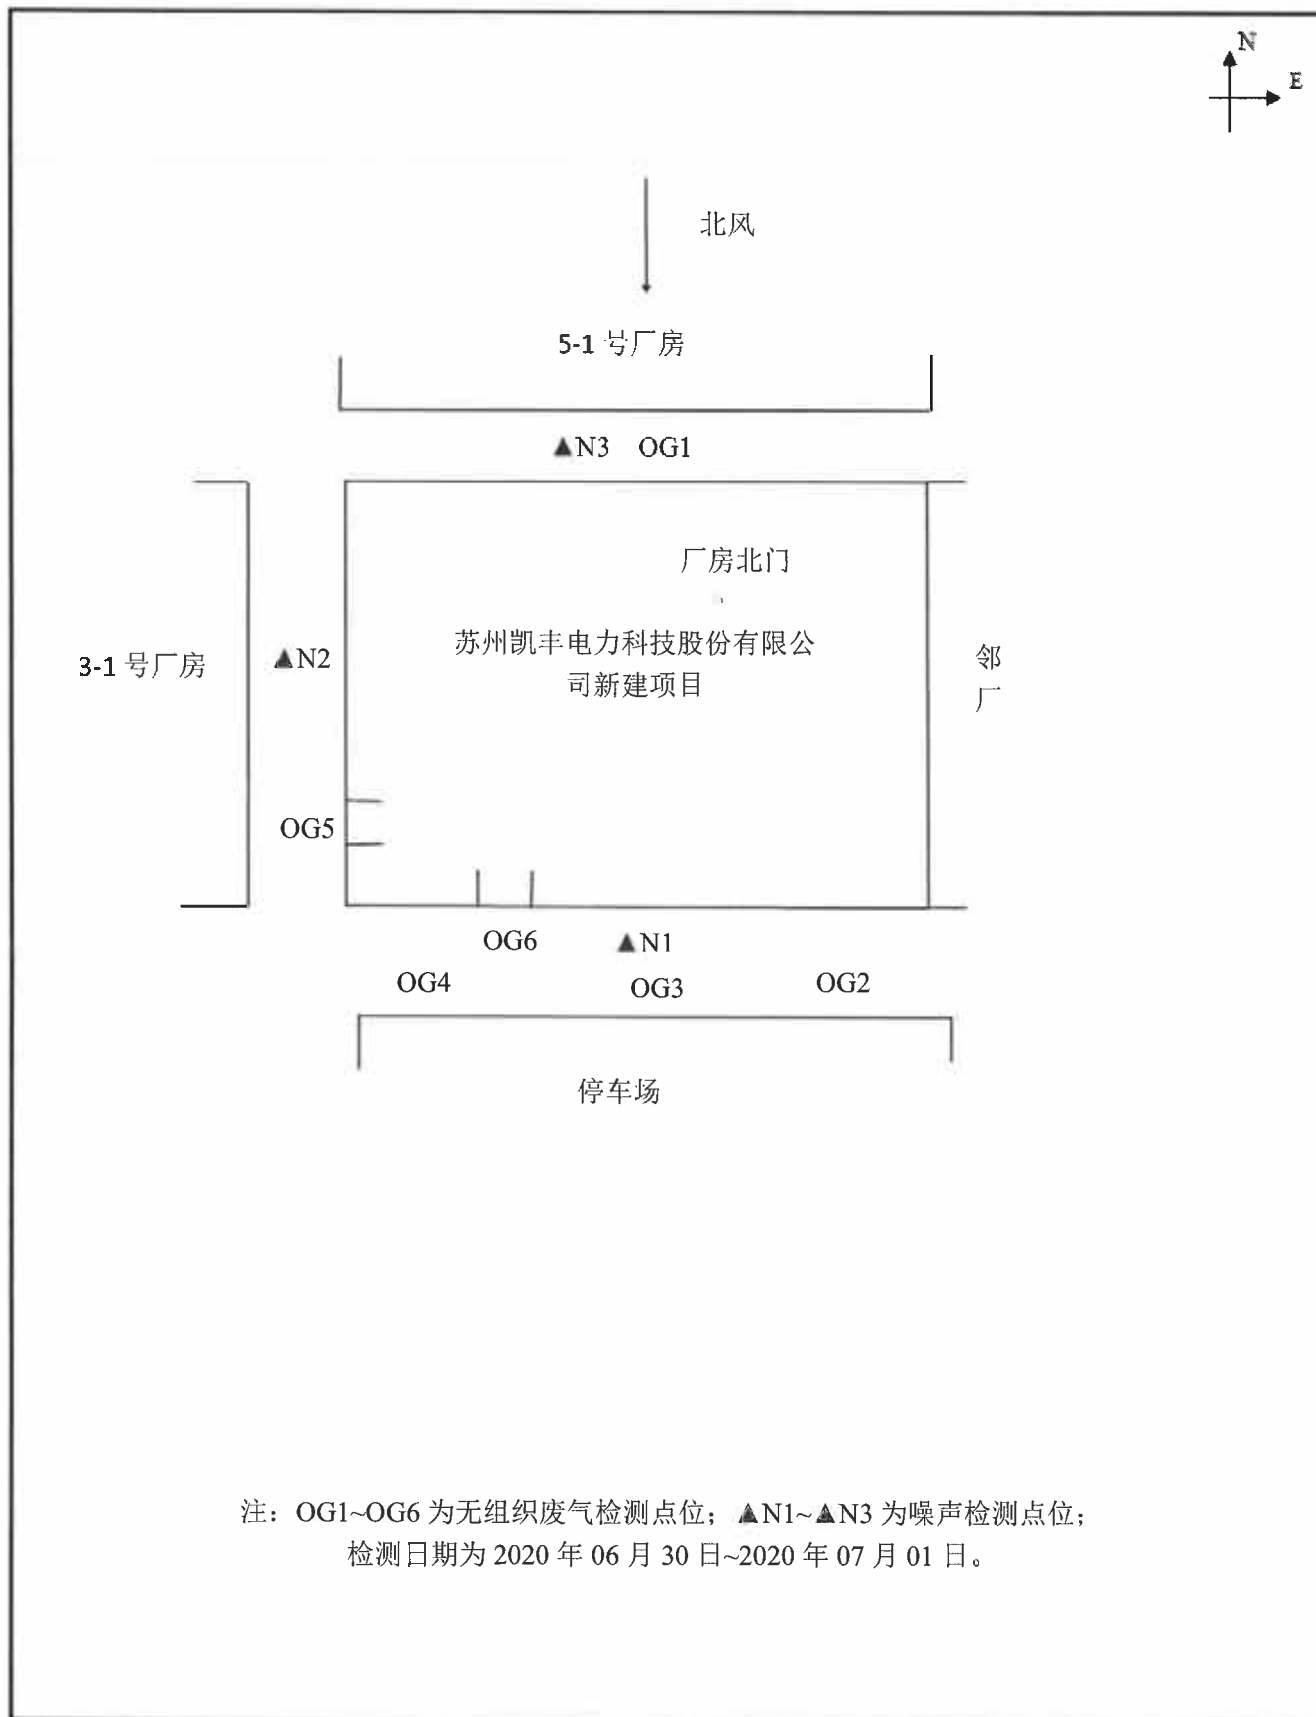 N
E
北风
5-1 号厂房
▲N3 OG1
厂房北门
苏州凯丰电力科技股份有限公
司新建项目
3-1 号厂房
▲N2
邻
厂
OG5
OG6
▲N1
OG4
OG3
OG2
停车场
注：OG1~OG6 为无组织废气检测点位；▲N1~▲N3 为噪声检测点位；
检测日期为 2020 年 06 月 30 日~2020 年 07 月 01 日。